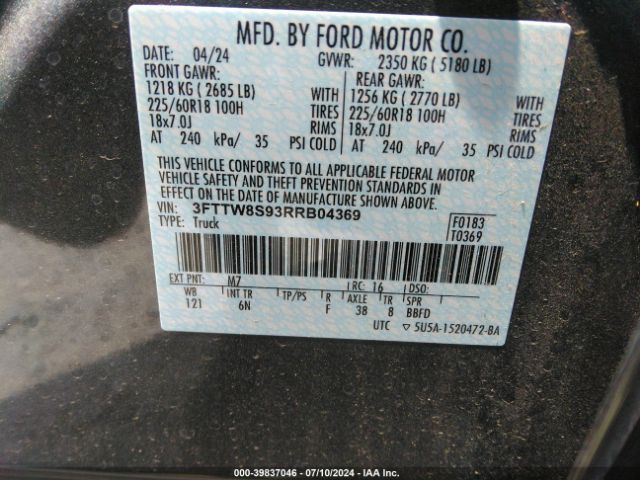 MFD. BY FORD MOTOR CO.
DATE: 04/24 GVWR: 2350 KG ( 5180 LB)
FRONT GAWR: REAR GAWR:
1218 KG ( 2685 LB) WITH 1256 KG ( 2770 LB) WITH
225/60R18 100H TIRES 225/60R18 100H TIRES
18x7.0J RIMS 18x7.0J RIMS
AT 240 kPa/ 35 PSI COLD AT 240 kPa/ 35 PSI COLD
THIS VEHICLE CONFORMS TO ALL APPLICABLE FEDERAL MOTOR
VEHICLE SAFETY AND THEFT PREVENTION STANDARDS IN
EFFECT ON THE DATE OF MANUFACTURE SHOWN ABOVE.
VIN: 3FTTW8S93RRB04369 F0183
TYPE: Truck T0369
EXT PNT: M7 RC: 16 DSO:
WB INT TR TP/PS R AXLE TR SPR
121 6N F 38 8 BBFD
UTC ▽ 5U5A-1520472-BA
000-39837046 - 07/10/2024 - IAA Inc.